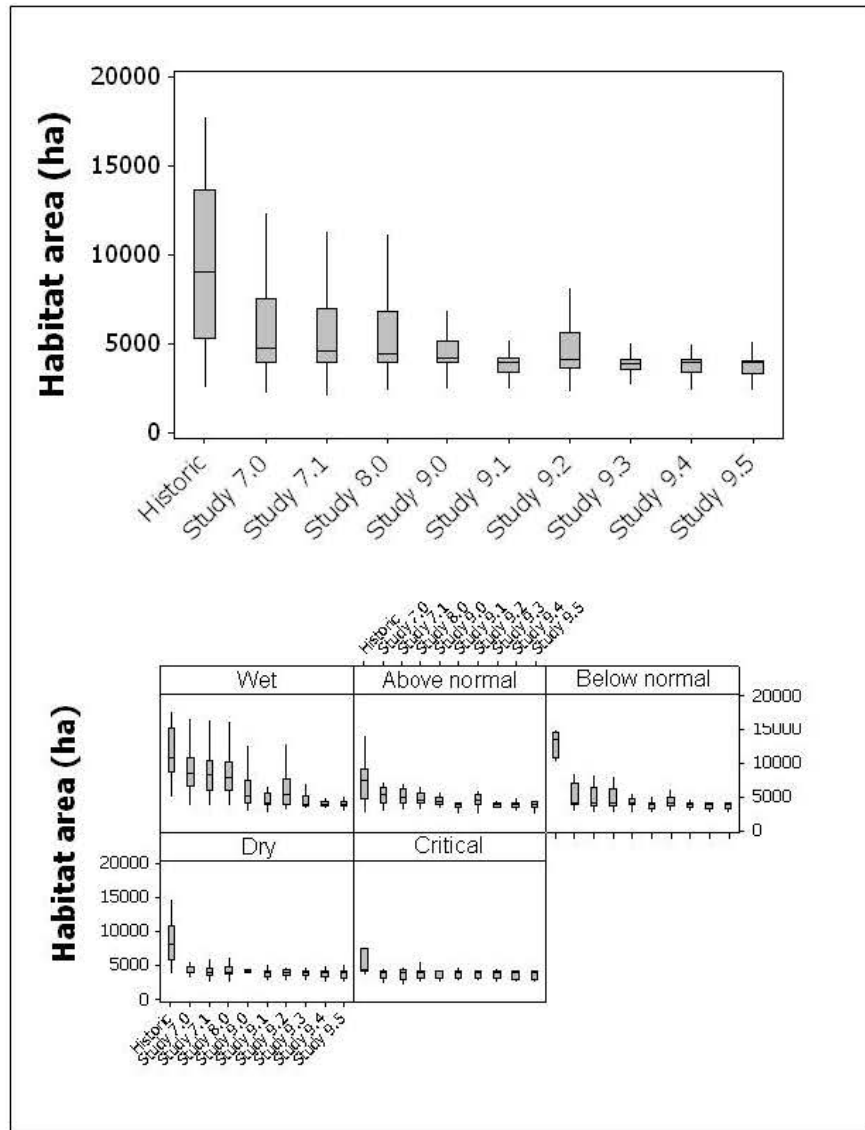 Habitat area (ha)
20000
15000
10000
5000
0
Historic
Study 7.0
Study 7.1
Study 8.0
Study 9.0
Study 9.1
Study 9.2
Study 9.3
Study 9.4
Study 9.5
Historic
Study 7.0
Study 7.1
Study 8.0
Study 9.0
Study 9.1
Study 9.2
Study 9.3
Study 9.4
Study 9.5
Habitat area (ha)
Wet
Above normal
Below normal
20000
15000
10000
5000
0
Dry
Critical
20000
15000
10000
5000
0
Historic
Study 7.0
Study 7.1
Study 8.0
Study 9.0
Study 9.1
Study 9.2
Study 9.3
Study 9.4
Study 9.5